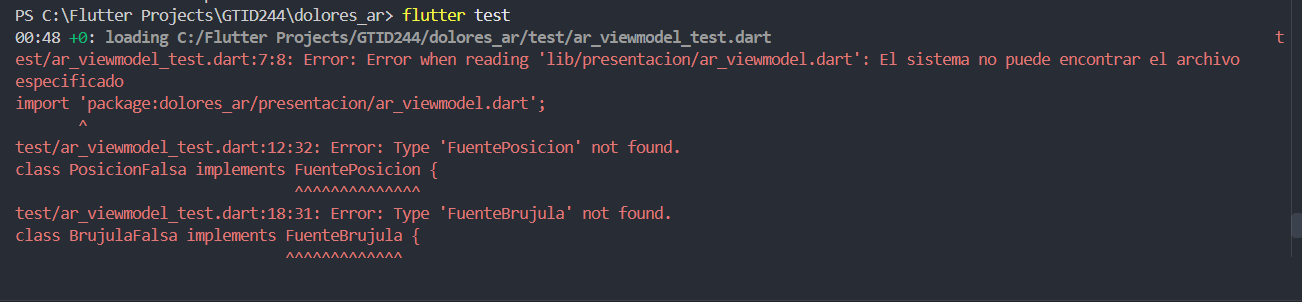 PS C:\Flutter Projects\GTID244\dolores_ar> flutter test
00:48 +0: loading C:/Flutter Projects/GTID244/dolores_ar/test/ar_viewmodel_test.dart t
est/ar_viewmodel_test.dart:7:8: Error: Error when reading 'lib/presentacion/ar_viewmodel.dart': El sistema no puede encontrar el archivo
especificado
import 'package:dolores_ar/presentacion/ar_viewmodel.dart';
^
test/ar_viewmodel_test.dart:12:32: Error: Type 'FuentePosicion' not found.
class PosicionFalsa implements FuentePosicion {
^^^^^^^^^^^^^^
test/ar_viewmodel_test.dart:18:31: Error: Type 'FuenteBrujula' not found.
class BrujulaFalsa implements FuenteBrujula {
^^^^^^^^^^^^^